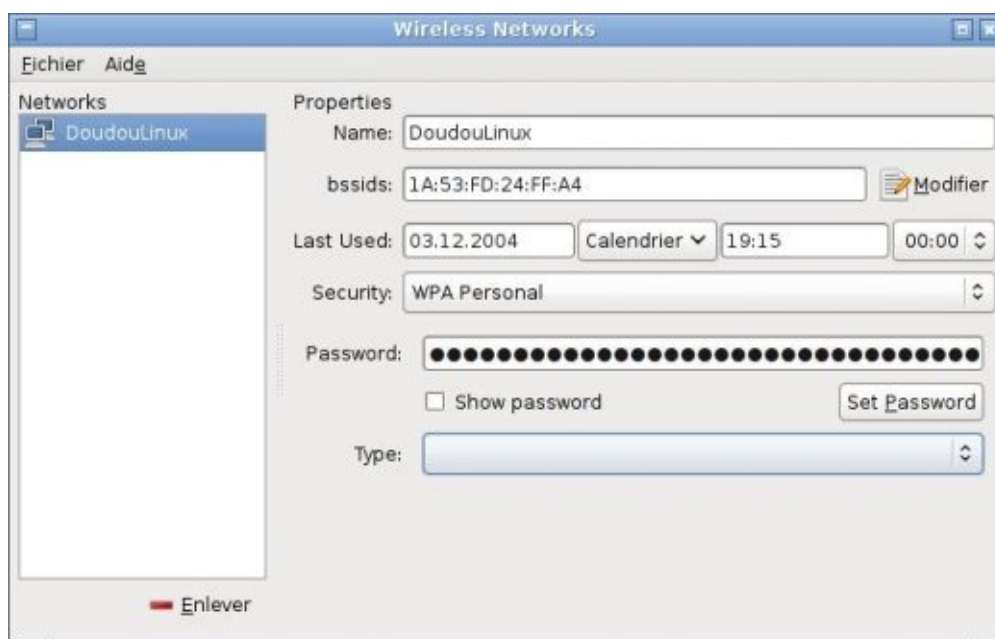 Wireless Networks
Fichier Aide
Networks
DoudouLinux
Properties
Name: DoudouLinux
bssids: 1A:53:FD:24:FF:A4 Modifier
Last Used: 03.12.2004 Calendrier 19:15 00:00
Security: WPA Personal
Password: ●●●●●●●●●●●●●●●●●●●●●●●●●●●●●●●●●
Show password Set Password
Type:
Enlever